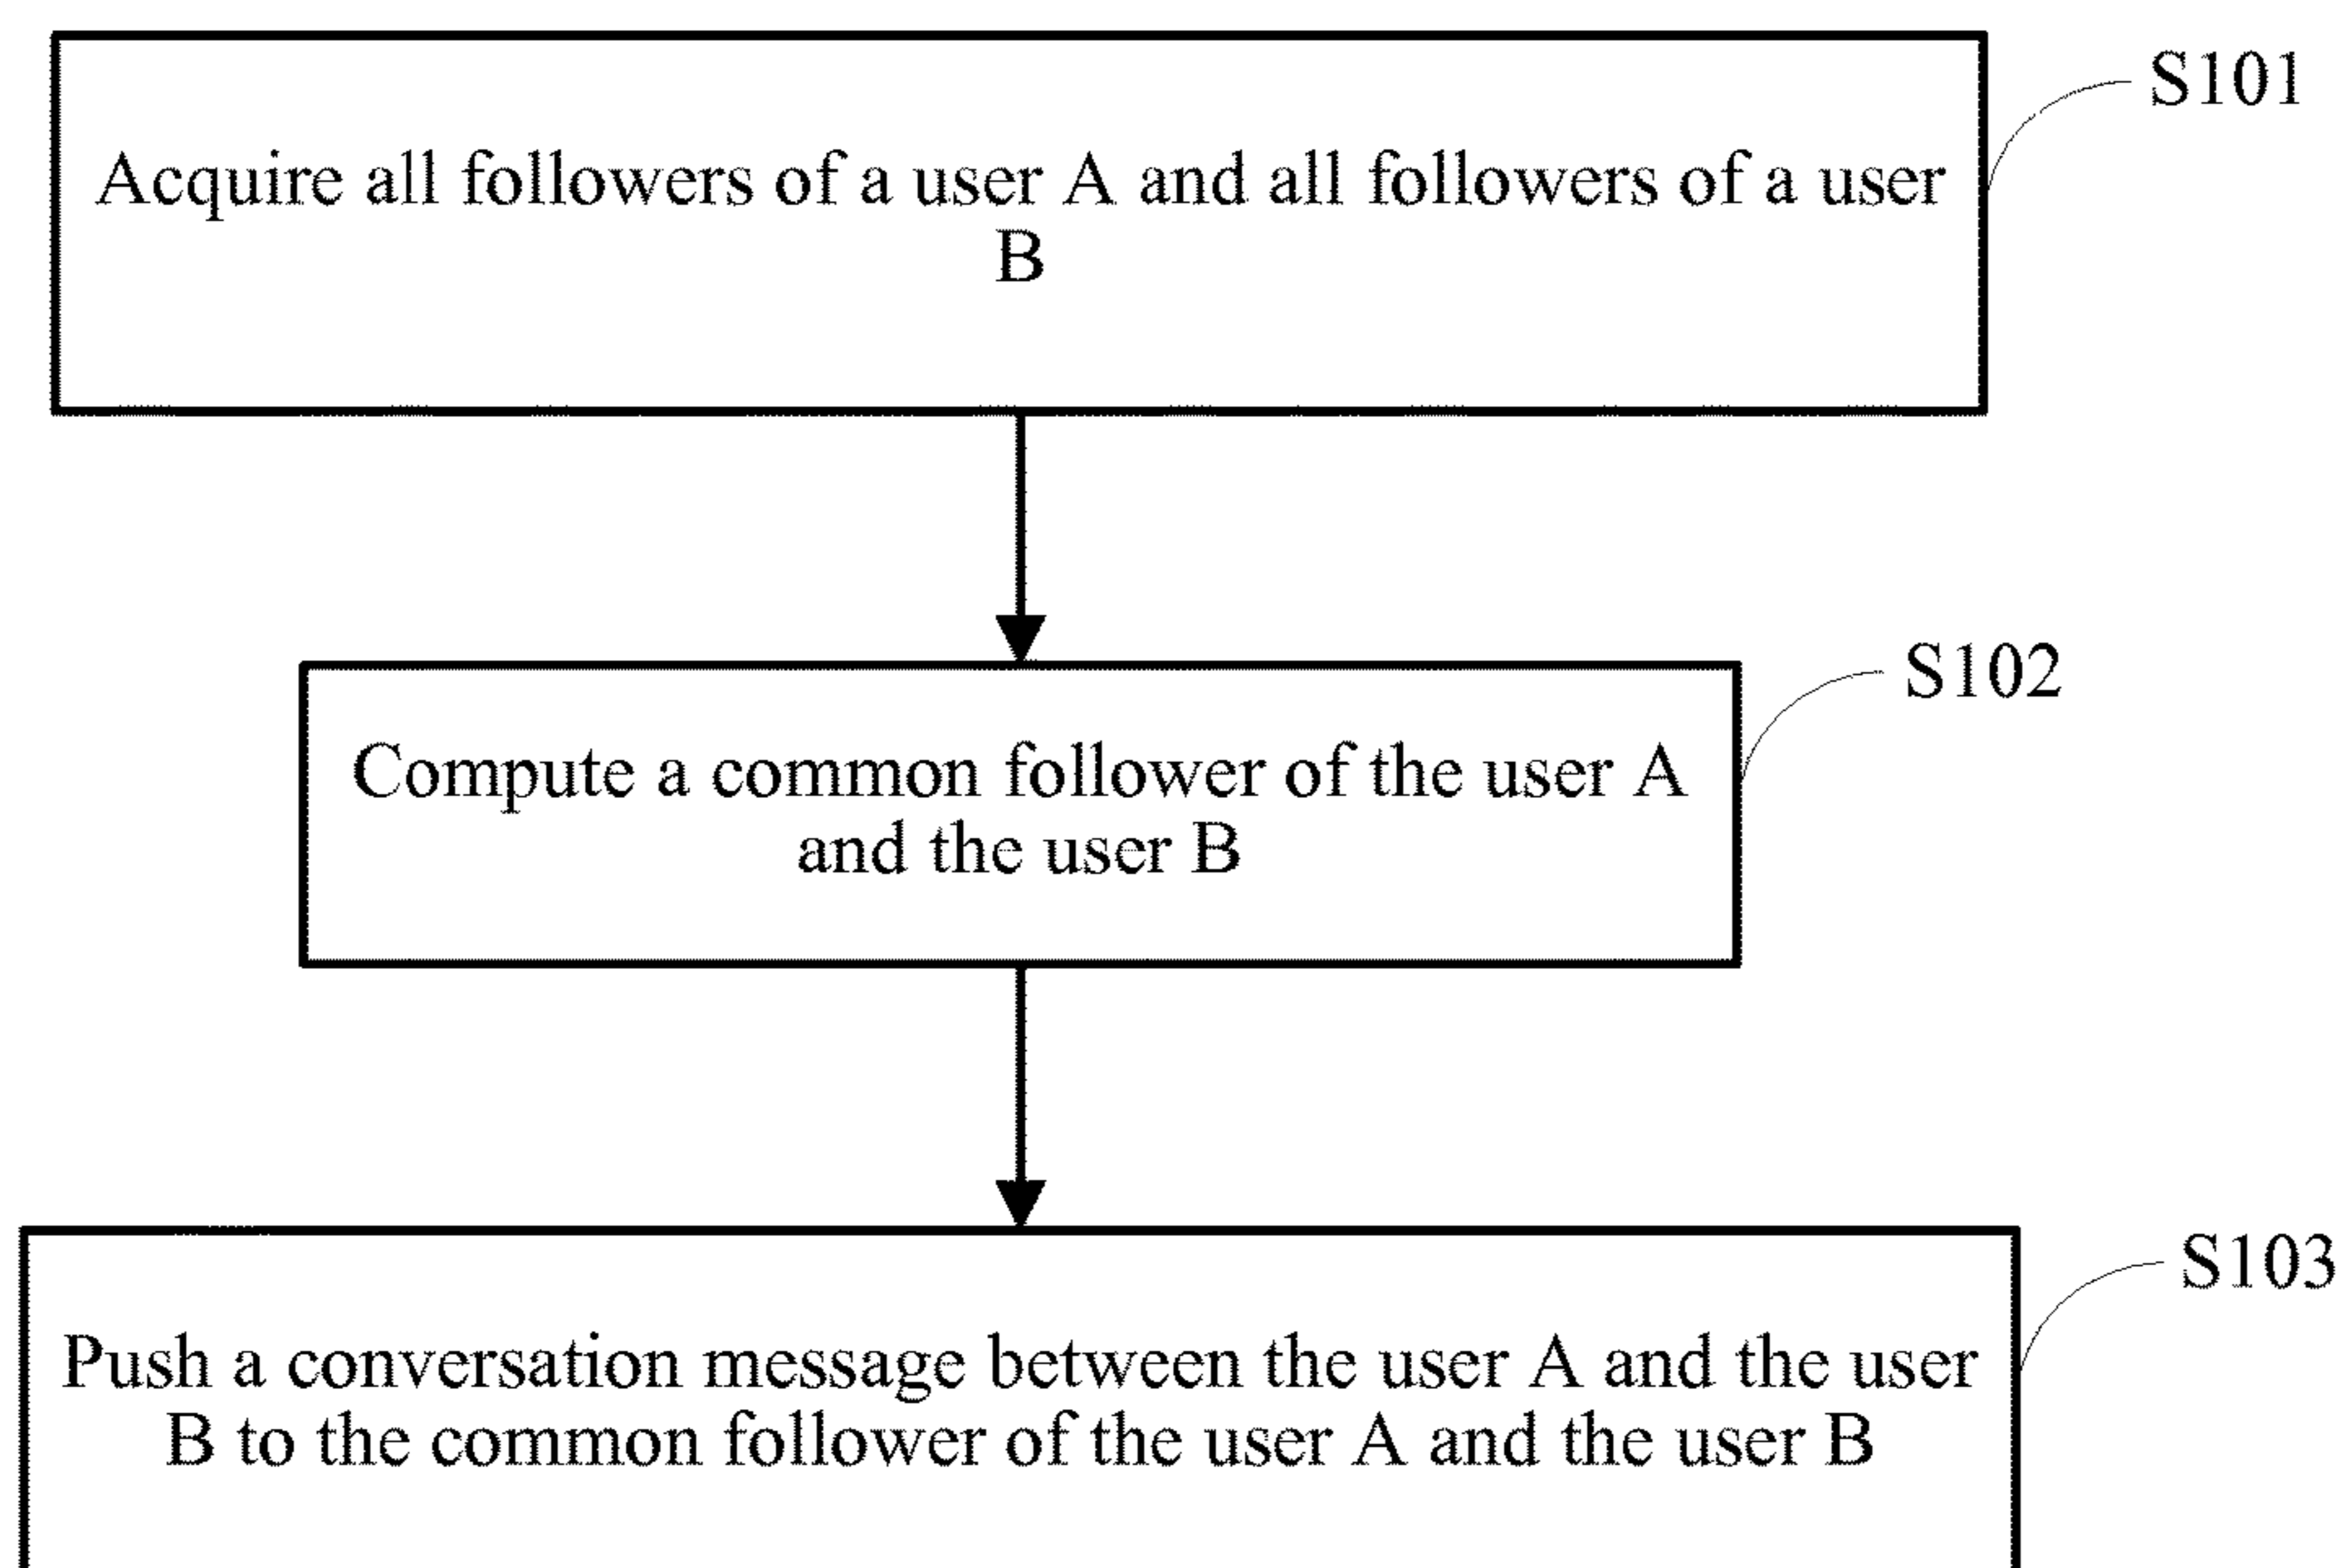 S101
Acquire all followers of a user A and all followers of a user
B
S102
Compute a common follower of the user A
and the user B
S103
Push a conversation message between the user A and the user
B to the common follower of the user A and the user B